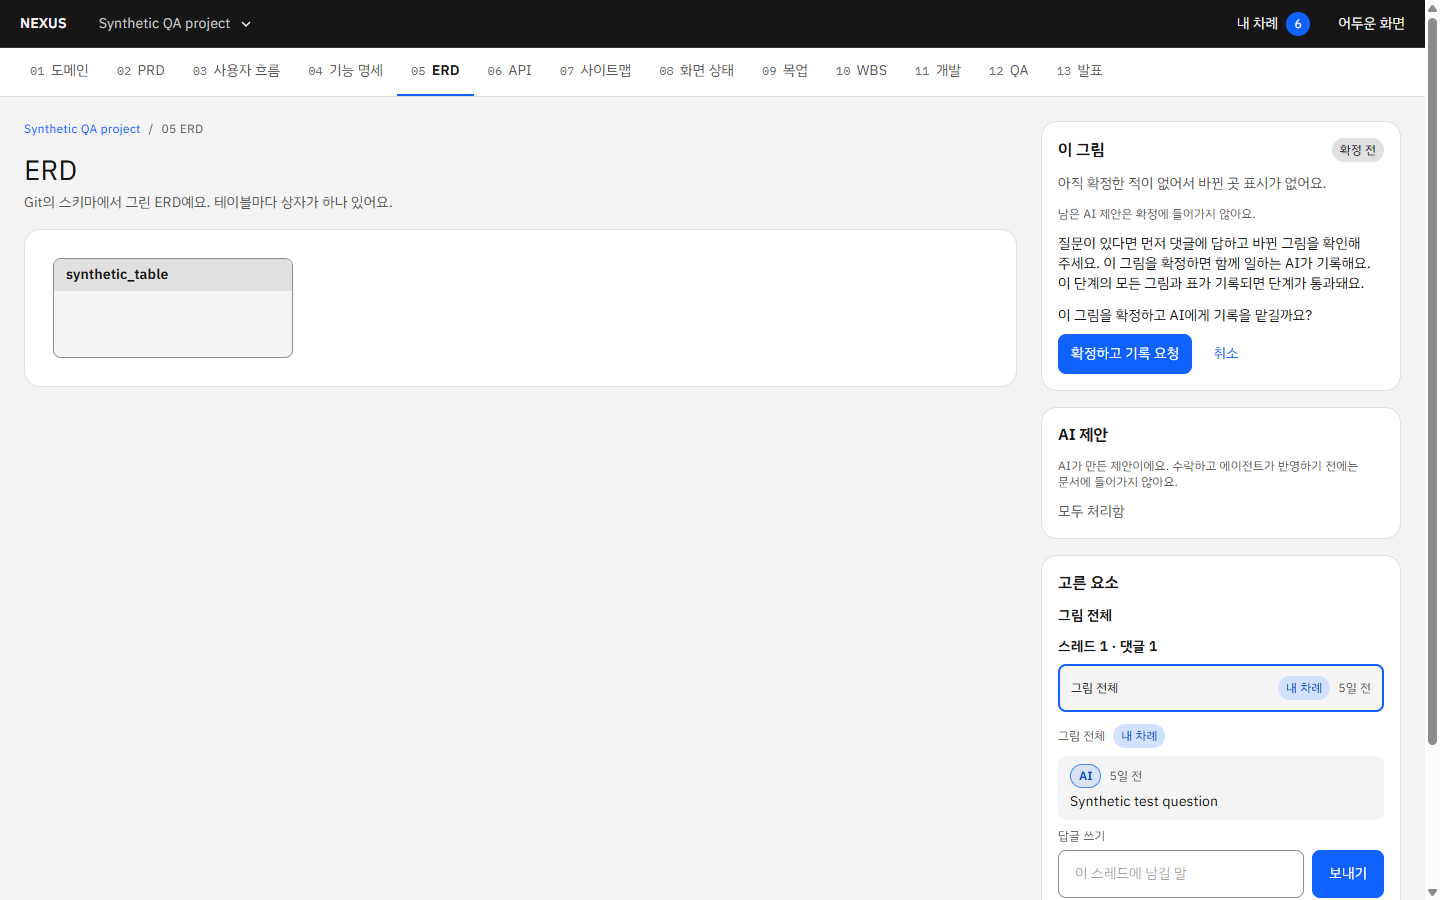 NEXUS
Synthetic QA project
내 차례 6
어두운 화면
01 도메인
02 PRD
03 사용자 흐름
04 기능 명세
05 ERD
06 API
07 사이트맵
08 화면 상태
09 목업
10 WBS
11 개발
12 QA
13 발표
Synthetic QA project / 05 ERD
ERD
Git의 스키마에서 그린 ERD예요. 테이블마다 상자가 하나 있어요.
synthetic_table
이 그림
확정 전
아직 확정한 적이 없어서 바뀐 곳 표시가 없어요.
남은 AI 제안은 확정에 들어가지 않아요.
질문이 있다면 먼저 댓글에 답하고 바뀐 그림을 확인해
주세요. 이 그림을 확정하면 함께 일하는 AI가 기록해요.
이 단계의 모든 그림과 표가 기록되면 단계가 통과돼요.
이 그림을 확정하고 AI에게 기록을 맡길까요?
확정하고 기록 요청
취소
AI 제안
AI가 만든 제안이에요. 수락하고 에이전트가 반영하기 전에는
문서에 들어가지 않아요.
모두 처리함
고른 요소
그림 전체
스레드 1 · 댓글 1
그림 전체
내 차례
5일 전
그림 전체
내 차례
AI
5일 전
Synthetic test question
답글 쓰기
이 스레드에 남길 말
보내기